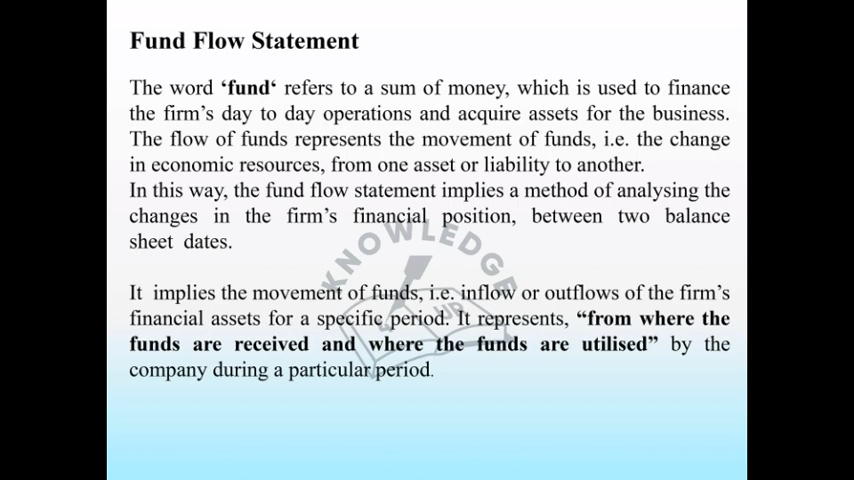 Fund Flow Statement
The word ‘fund‘ refers to a sum of money, which is used to finance
the firm’s day to day operations and acquire assets for the business.
The flow of funds represents the movement of funds, i.e. the change
in economic resources, from one asset or liability to another.
In this way, the fund flow statement implies a method of analysing the
changes in the firm’s financial position, between two balance
sheet dates.
KNOWLEDGE
It implies the movement of funds, i.e. inflow or outflows of the firm’s
financial assets for a specific period. It represents, “from where the
funds are received and where the funds are utilised” by the
company during a particular period.